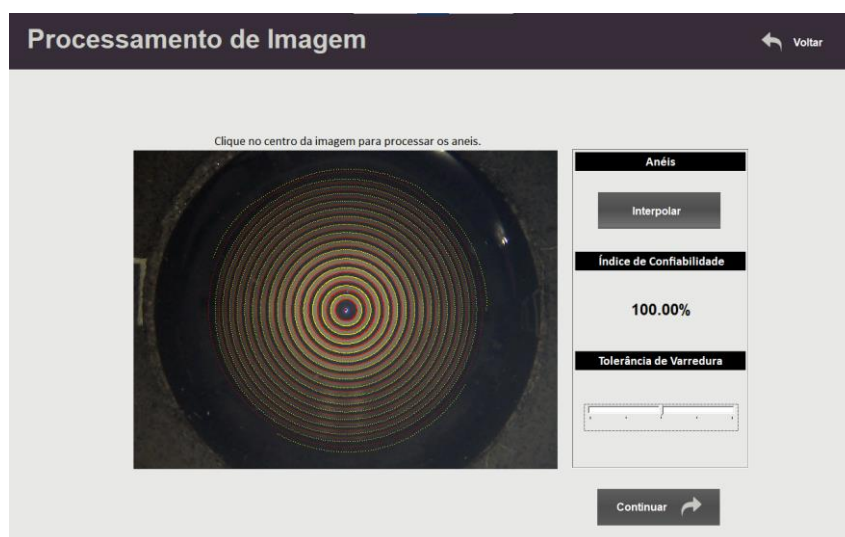 Processamento de Imagem
Voltar
Clique no centro da imagem para processar os aneis.
Anéis
Interpolar
Índice de Confiabilidade
100.00%
Tolerância de Varredura
Continuar